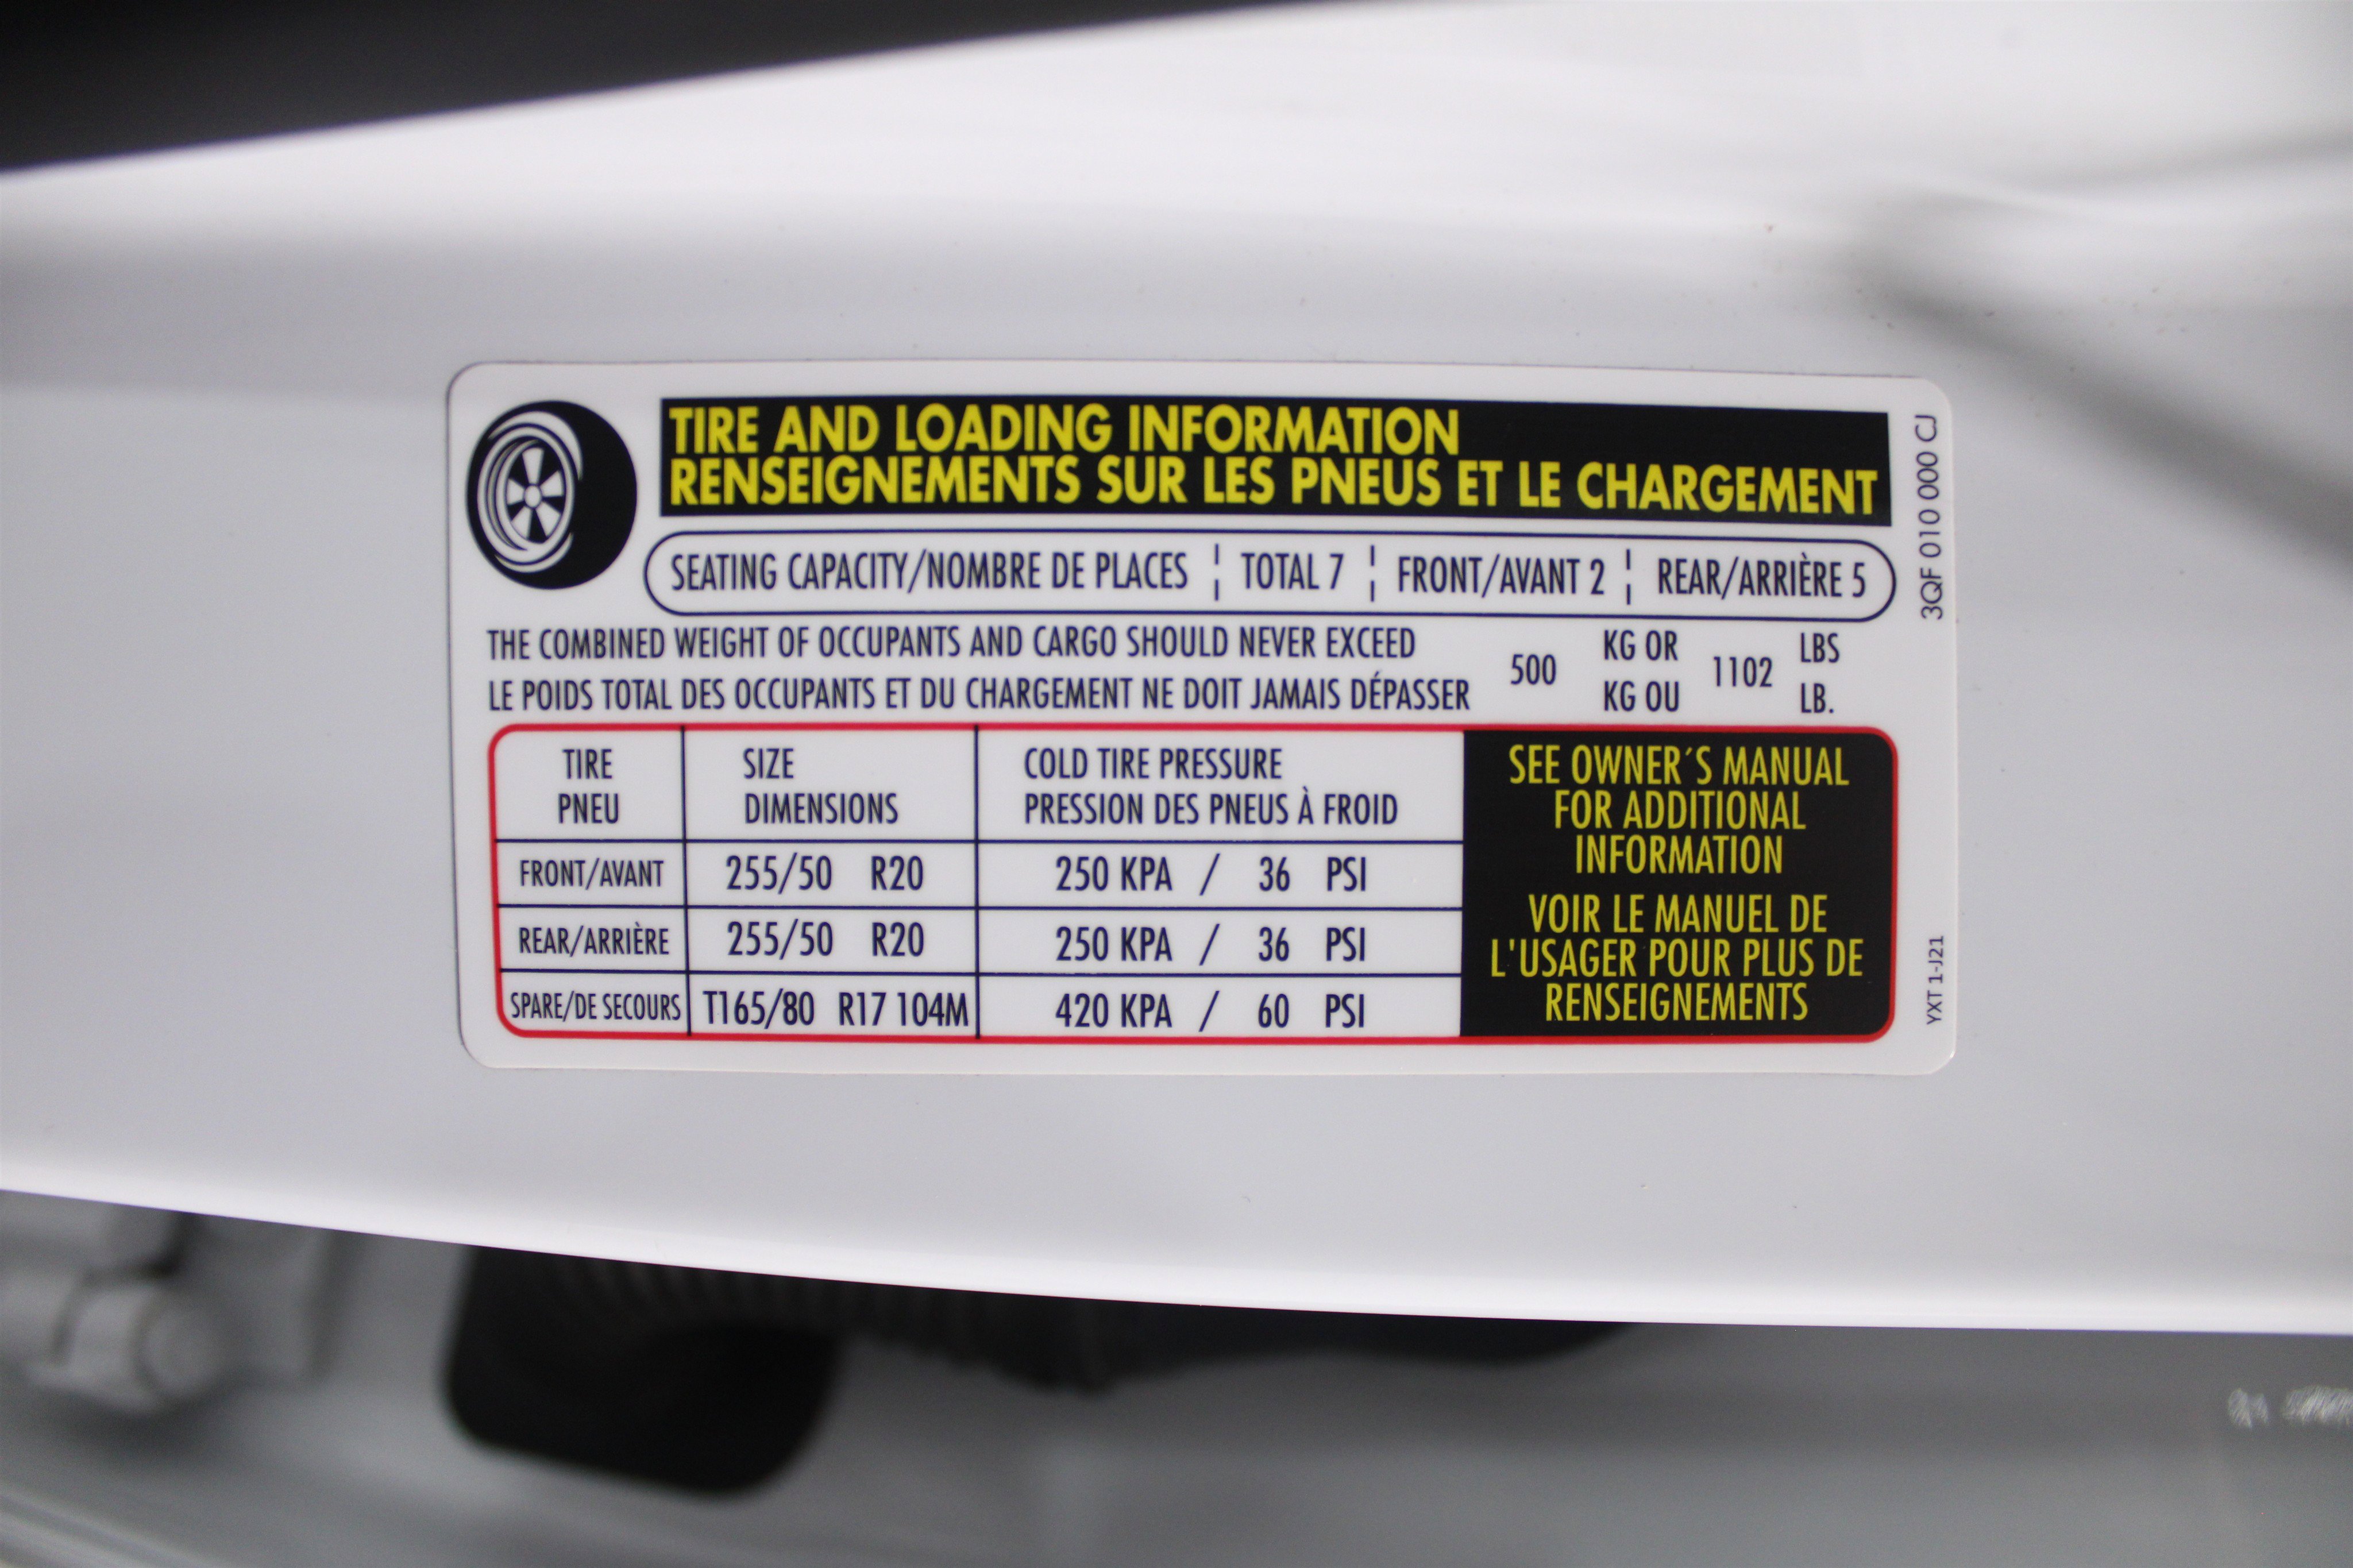 TIRE AND LOADING INFORMATION
RENSEIGNEMENTS SUR LES PNEUS ET LE CHARGEMENT
SEATING CAPACITY/NOMBRE DE PLACES TOTAL 7 FRONT/AVANT 2 REAR/ARRIÈRE 5
THE COMBINED WEIGHT OF OCCUPANTS AND CARGO SHOULD NEVER EXCEED
LE POIDS TOTAL DES OCCUPANTS ET DU CHARGEMENT NE DOIT JAMAIS DÉPASSER
500
KG OR
KG OU
1102
LBS
LB.
TIRE
PNEU
SIZE
DIMENSIONS
COLD TIRE PRESSURE
PRESSION DES PNEUS À FROID
FRONT/AVANT 255/50 R20 250 KPA / 36 PSI
REAR/ARRIÈRE 255/50 R20 250 KPA / 36 PSI
SPARE/DE SECOURS T165/80 R17 104M 420 KPA / 60 PSI
SEE OWNER´S MANUAL
FOR ADDITIONAL
INFORMATION
VOIR LE MANUEL DE
L'USAGER POUR PLUS DE
RENSEIGNEMENTS
3QF 010 000 CJ
YXT 1-J21